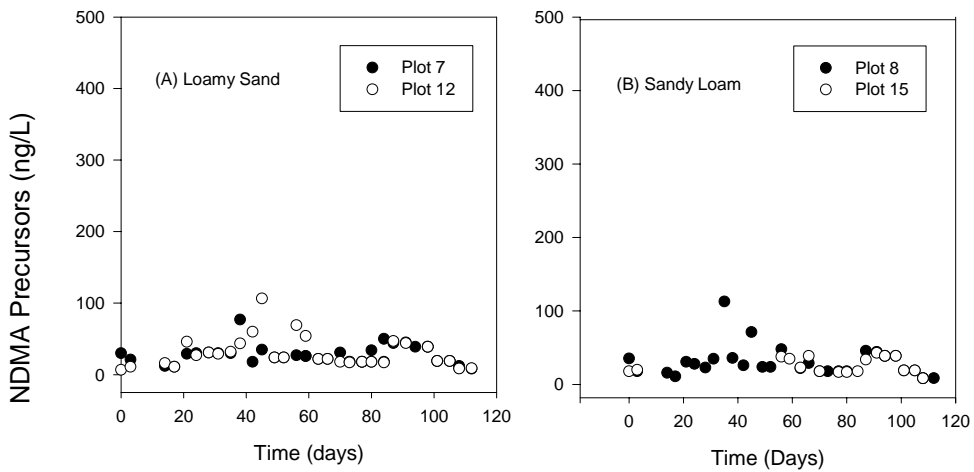 NDMA Precursors (ng/L)
500
400
300
200
100
0
(A) Loamy Sand
Plot 7
Plot 12
0 20 40 60 80 100 120
Time (days)
500
400
300
200
100
0
(B) Sandy Loam
Plot 8
Plot 15
0 20 40 60 80 100 120
Time (Days)